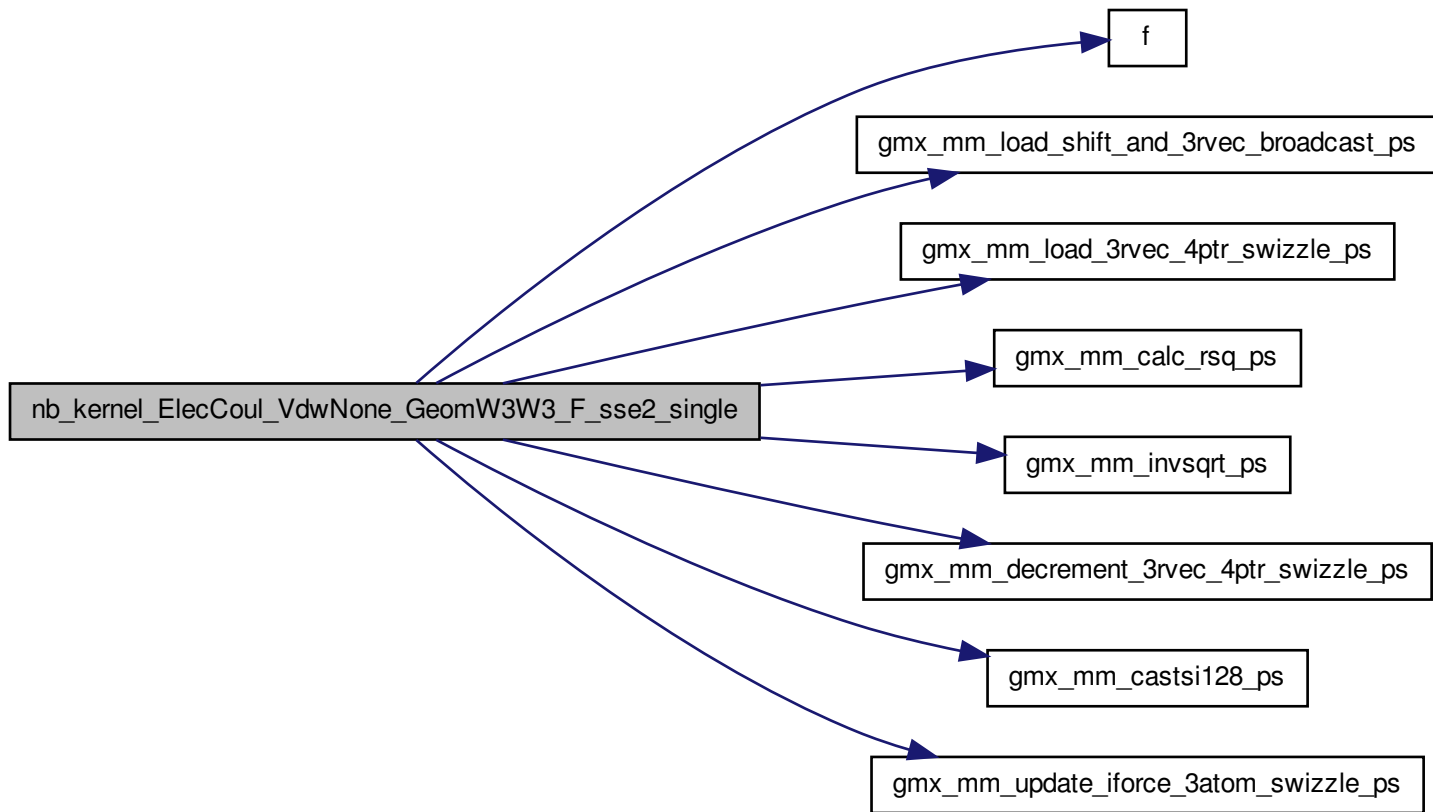 f
gmx_mm_load_shift_and_3rvec_broadcast_ps
gmx_mm_load_3rvec_4ptr_swizzle_ps
gmx_mm_calc_rsq_ps
nb_kernel_ElecCoul_VdwNone_GeomW3W3_F_sse2_single
gmx_mm_invsqrt_ps
gmx_mm_decrement_3rvec_4ptr_swizzle_ps
gmx_mm_castsi128_ps
gmx_mm_update_iforce_3atom_swizzle_ps